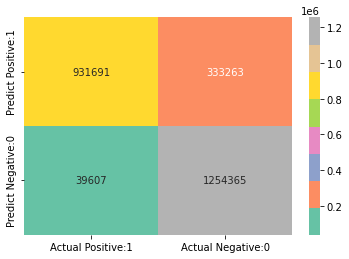 1e6
Predict Positive:1
931691
333263
Predict Negative:0
39607
1254365
Actual Positive:1
Actual Negative:0
1.2
1.0
0.8
0.6
0.4
0.2